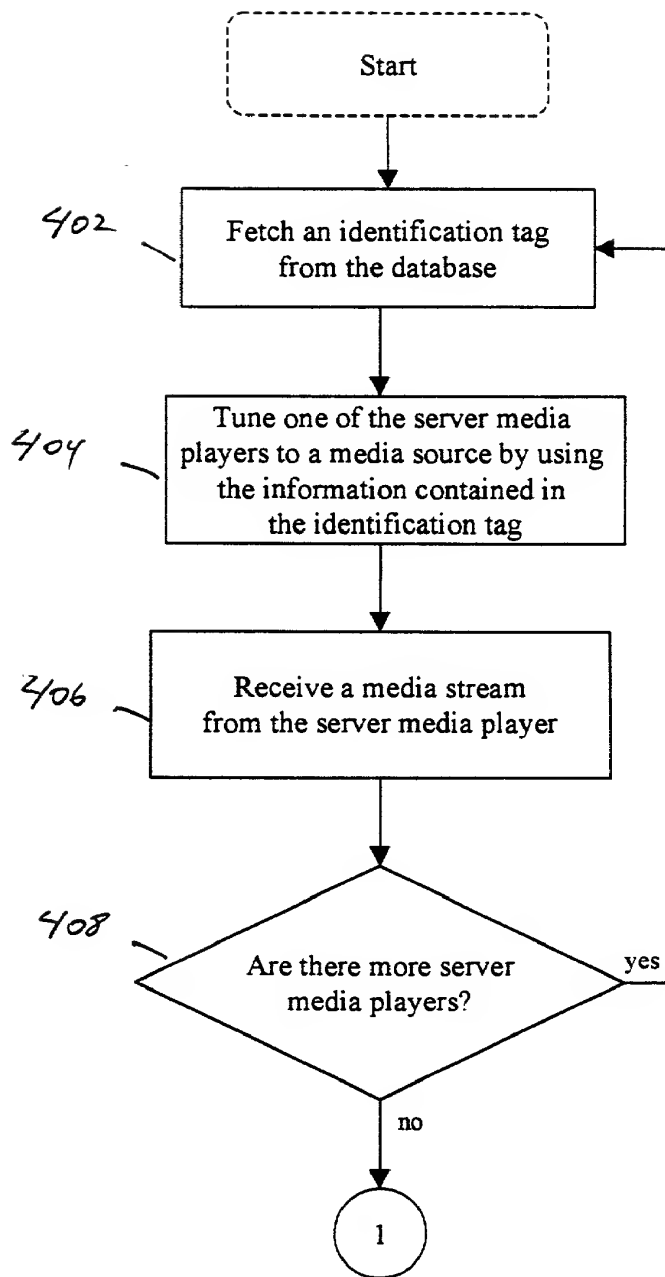 Start
402
Fetch an identification tag
from the database
404
Tune one of the server media
players to a media source by using
the information contained in
the identification tag
406
Receive a media stream
from the server media player
408
Are there more server
media players?
yes
no
1